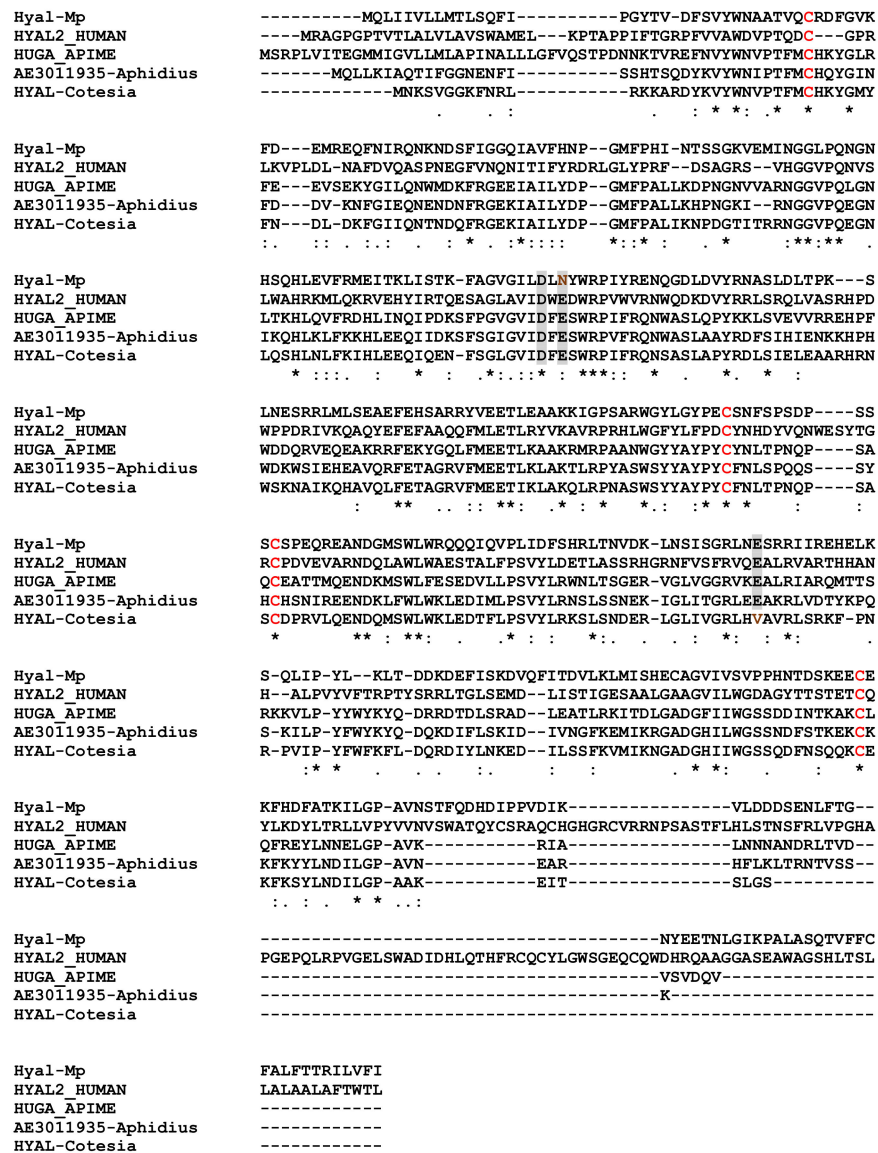 Hyal-Mp ----------MQLIIVLLMTLSQFI----------PGYTV-DFSVYWNAATVQCRDFGVK
HYAL2_HUMAN ----MRAGPGPTVTLALVLAVSWAMEL---KPTAPPIFTGRPFVVAWDVPTQDC---GPR
HUGA_APIME MSRPLVITEGMMIGVLLMLAPINALLLGFVQSTPDNNKTVREFNVYWNVPTFMCHKYGLR
AE3011935-Aphidius -------MQLLKIAQTIFGGNENFI----------SSHTSQDYKVYWNIPTFMCHQYGIN
HYAL-Cotesia -------------MNKSVGGKFNRL----------RKKARDYKVYWNVPTFMCHKYGMY
. : . : * * : * * *
Hyal-Mp FD---EMREQFNIRQNKNDSFIGGQIAVFHNP--GMFPHI-NTSSGKVEMINGGLPQNGN
HYAL2_HUMAN LKVPLDL-NAFDVQASPNEGFVNQNITIFYRDRLGLYPRF--DSAGRS--VHGGVPQNVS
HUGA_APIME FE---EVSEKYGILQNWMDKFRGEEIAILYDP--GMFPALLKDPNGNVVARNGGVPQLGN
AE3011935-Aphidius FD---DV-KNFGIEQNENDNFRGEKIAILYDP--GMFPALLKHPNGKI--RNGGVPQEGN
HYAL-Cotesia FN---DL-DKFGIIQNTNDQFRGEKIAILYDP--GMFPALIKNPDGTITRRNGGVPQEGN
:. :: :. . : * . :*:::: *::* . * : **:** .
Hyal-Mp HSQHLEVFRMEITKLISTK-FAGVGILDLNYWRPIYRENQGDLDVYRNASLDLTPK---S
HYAL2_HUMAN LWAHRKMLQKRVEHYIRTQESAGLAVIDWEDWRPVWVRNWQDKDVYRRLSRQLVASRHPD
HUGA_APIME LTKHLQVFRDHLINQIPDKSFPGVGVIDFESWRPIFRQNWASLQPYKKLSVEVVRREHPF
AE3011935-Aphidius IKQHLKLFKKHLEEQIIDKSFSGIGVIDFESWRPVFRQNWASLAAYRDFSIHIENKKHPH
HYAL-Cotesia LQSHLNLFKIHLEEQIQEN-FSGLGVIDFESWRPIFRQNSASLAPYRDLSIELEAARHRN
* :::. : * : *:.::* : ***:: * . *: * :
Hyal-Mp LNESRRLMLSEAEFEHSARRYVEETLEAAKKIGPSARWGYLGYPECSNFSPSDP----SS
HYAL2_HUMAN WPPDRIVKQAQYEFEFAAQQFMLETLRYVKAVRPRHLWGFYLFPDCYNHDYVQNWESYTG
HUGA_APIME WDDQRVEQEAKRRFEKYGQLFMEETLKAAKRMRPAANWGYYAYPYCYNLTPNQP----SA
AE3011935-Aphidius WDKWSIEHEAVQRFETAGRVFMEETLKLAKTLRPYASWSYYAYPYCFNLSPQQS----SY
HYAL-Cotesia WSKNAIKQHAVQLFETAGRVFMEETIKLAKQLRPNASWSYYAYPYCFNLTPNQP----SA
: ** .. :: **: .* : * *.: :* * * : :
Hyal-Mp SCSPEQREANDGMSWLWRQQQIQVPLIDFSHRLTNVDK-LNSISGRLNESRRIIREHELK
HYAL2_HUMAN RCPDVEVARNDQLAWLWAESTALFPSVYLDETLASSRHGRNFVSFRVQEALRVARTHHAN
HUGA_APIME QCEATTMQENDKMSWLFESEDVLLPSVYLRWNLTSGERV-GLVGGRVKEALRIARQMTTS
AE3011935-Aphidius HCHSNIREENDKLFWLWKLEDIMLPSVYLRNSLSSNEK-IGLITGRLEEAKRLVDTYKPQ
HYAL-Cotesia SCDPRVLQENDQMSWLWKLEDTFLPSVYLRKSLSNDER-LGLIVGRLHVAVRLSRKF-PN
* ** : **: . .* : : *:. : . : *: : *: .
Hyal-Mp S-QLIP-YL--KLT-DDKDEFISKDVQFITDVLKLMISHECAGVIVSVPPHNTDSKEECE
HYAL2_HUMAN H--ALPVYVFTRPTYSRRLTGLSEMD--LISTIGESAALGAAGVILWGDAGYTTSTETCQ
HUGA_APIME RKKVLP-YYWYKYQ-DRRDTDLSRAD--LEATLRKITDLGADGFIIWGSSDDINTKAKCL
AE3011935-Aphidius S-KILP-YFWYKYQDKSDKIFLSKID--IVNGFKEMKALGADGVIIWGSSNDFSTKEKCK
HYAL-Cotesia R-PVIP-YFWFKFL-DQRDIYLNKED--ILSSFKVMIKNGADGHIIWGSSQDFNSQQKCE
:* * . . :. : : * *: . : *
Hyal-Mp KFHDFATKILGP-AVNSTFQDHDIPPVDIK----------------VLDDDSENLFTG--
HYAL2_HUMAN YLKDYLTRLLVPYVVNVSWATQYCSRAQCHGHGRCVRRNPSASTFLHLSTNSFRLVPGHA
HUGA_APIME QFREYLNNELGP-AVK-----------RIA----------------LNNNANDRLTVD--
AE3011935-Aphidius KFKYYLNDILGP-AVN-----------EAR----------------HFLKLTRNTVSS--
HYAL-Cotesia KFKSYLNDILGP-AAK-----------EIT----------------SLGS----------
:. : . * * ..:
Hyal-Mp ---------------------------------------NYEETNLGIKPALASQTVFFC
HYAL2_HUMAN PGEPQLRPVGELSWADIDHLQTHFRCQCYLGWSGEQCQWDHRQAAGGASEAWAGSHLTSL
HUGA_APIME ---------------------------------------VSVDQV---------------
AE3011935-Aphidius ---------------------------------------K--------------------
HYAL-Cotesia ------------------------------------------------------------
Hyal-Mp FALFTTRILVFI
HYAL2_HUMAN LALAALAFTWTL
HUGA_APIME ------------
AE3011935-Aphidius ------------
HYAL-Cotesia ------------